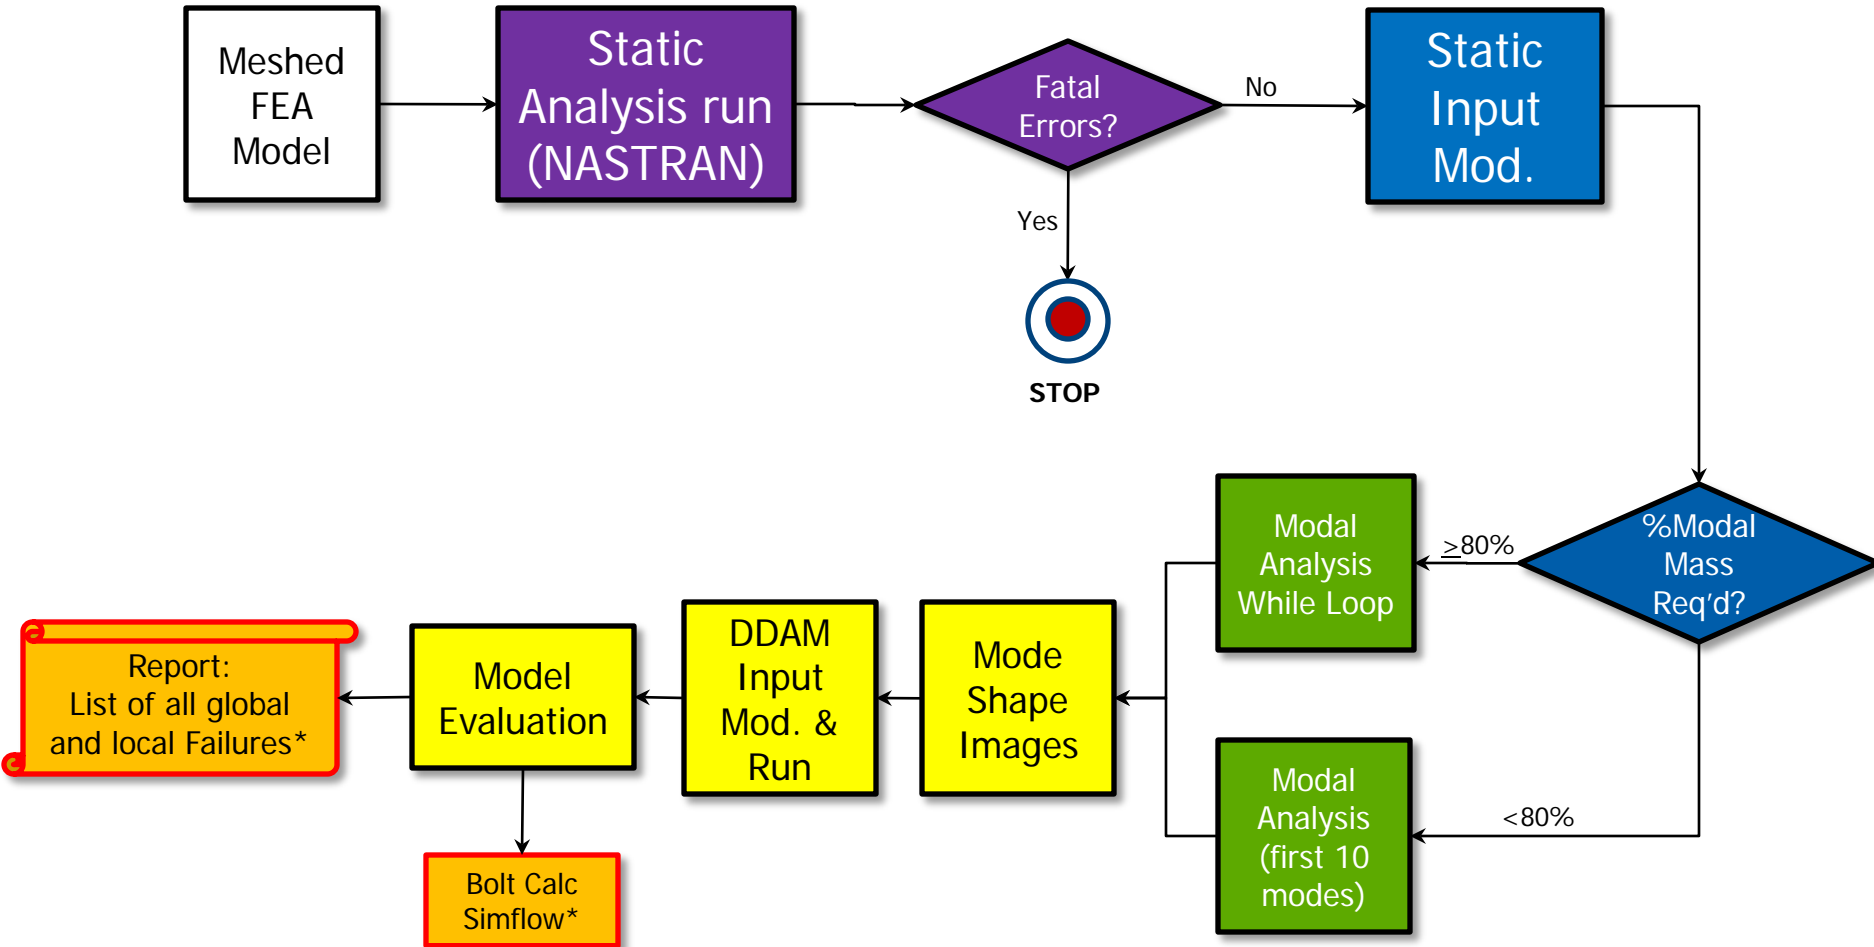 Meshed
FEA
Model
Static
Analysis run
(NASTRAN)
Fatal
Errors?
No
Yes
STOP
Static
Input
Mod.
%Modal
Mass
Req'd?
≥80%
<80%
Modal
Analysis
While Loop
Modal
Analysis
(first 10
modes)
Mode
Shape
Images
DDAM
Input
Mod. &
Run
Model
Evaluation
Report:
List of all global
and local Failures*
Bolt Calc
Simflow*